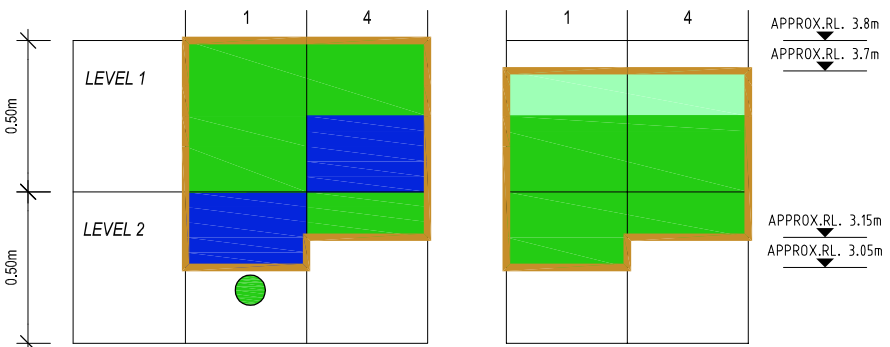 1 4
1 4
APPROX.RL. 3.8m
APPROX.RL. 3.7m
LEVEL 1
0.50m
LEVEL 2
0.50m
APPROX.RL. 3.15m
APPROX.RL. 3.05m